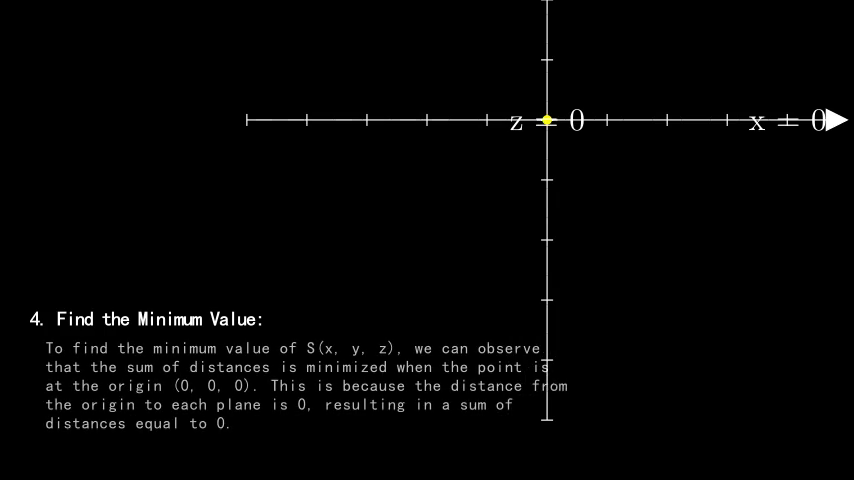 z = 0
x = 0
4. Find the Minimum Value:
To find the minimum value of S(x, y, z), we can observe
that the sum of distances is minimized when the point is
at the origin (0, 0, 0). This is because the distance from
the origin to each plane is 0, resulting in a sum of
distances equal to 0.